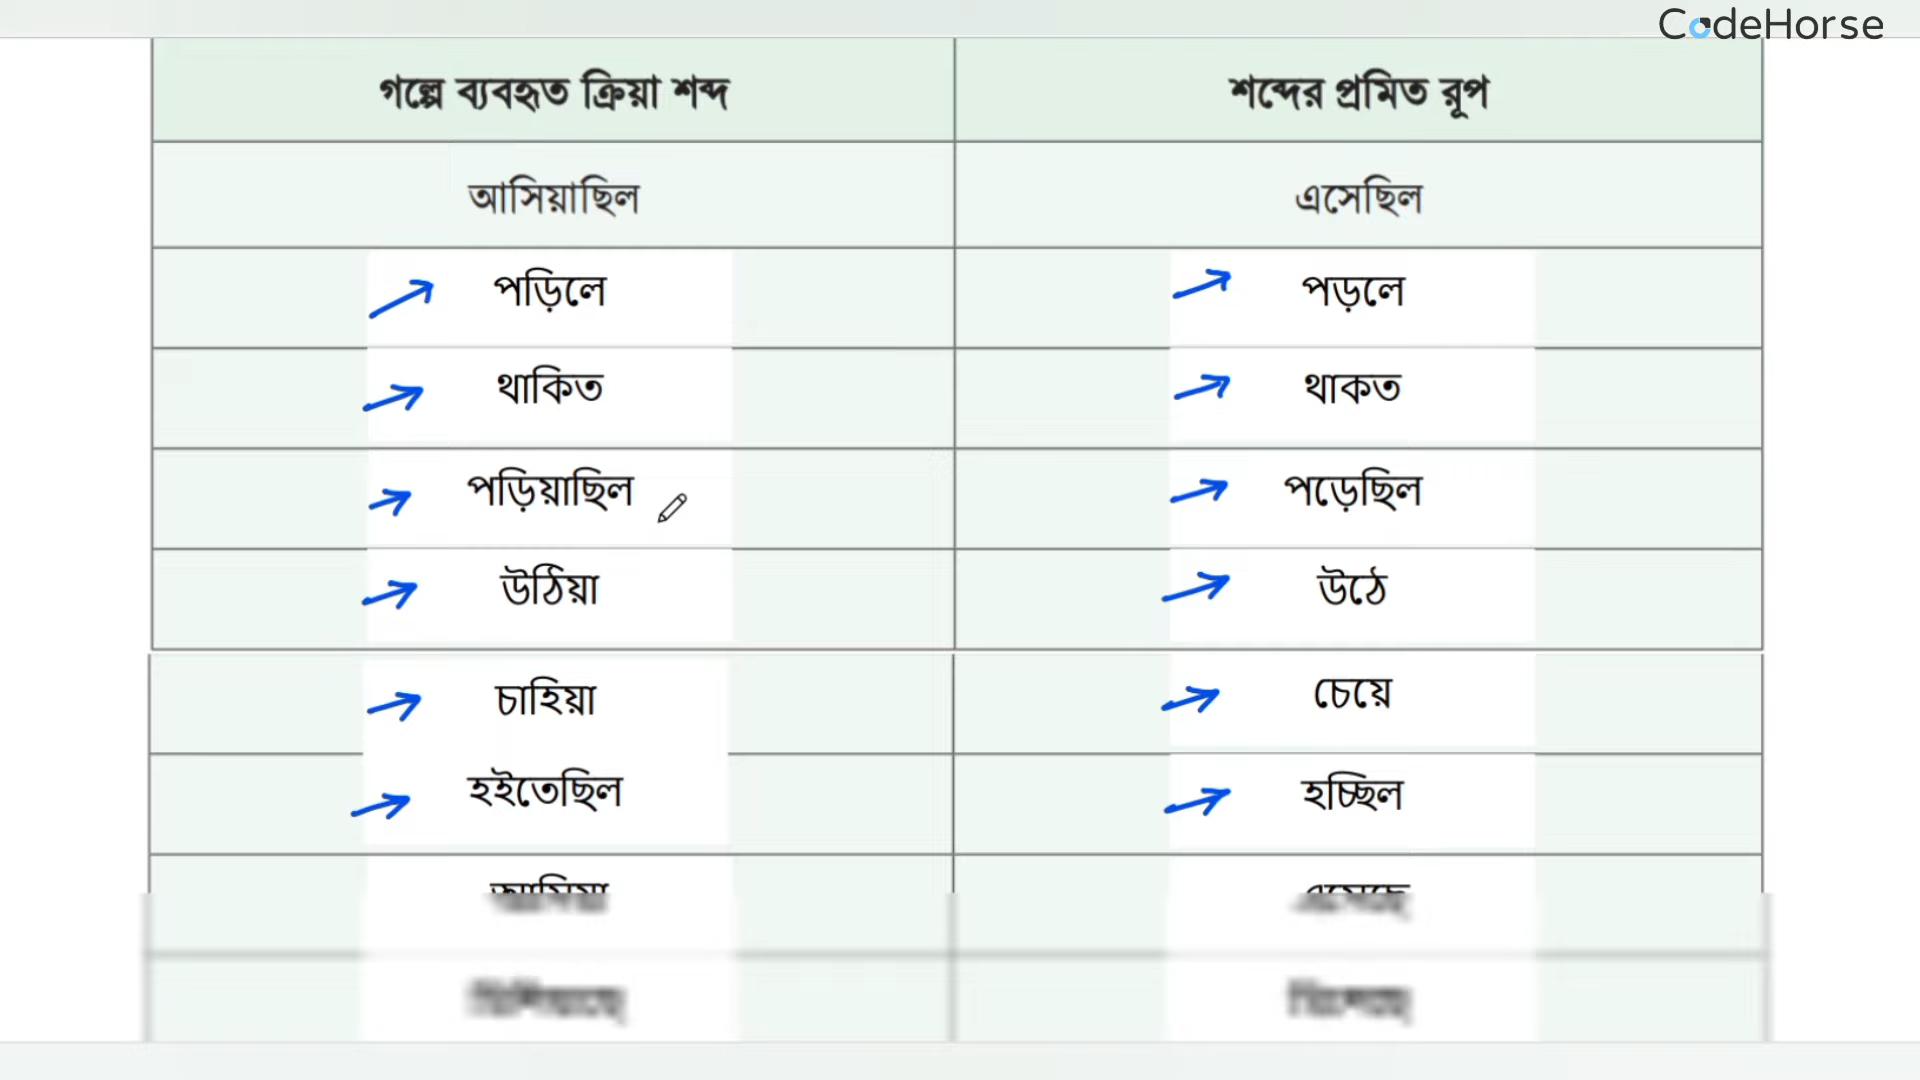 CodeHorse
গল্পে ব্যবহৃত ক্রিয়া শব্দ শব্দের প্রমিত রূপ
আসিয়াছিল এসেছিল
পড়িলে পড়লে
থাকিত থাকত
পড়িয়াছিল পড়েছিল
উঠিয়া উঠে
চাহিয়া চেয়ে
হইতেছিল হচ্ছিল